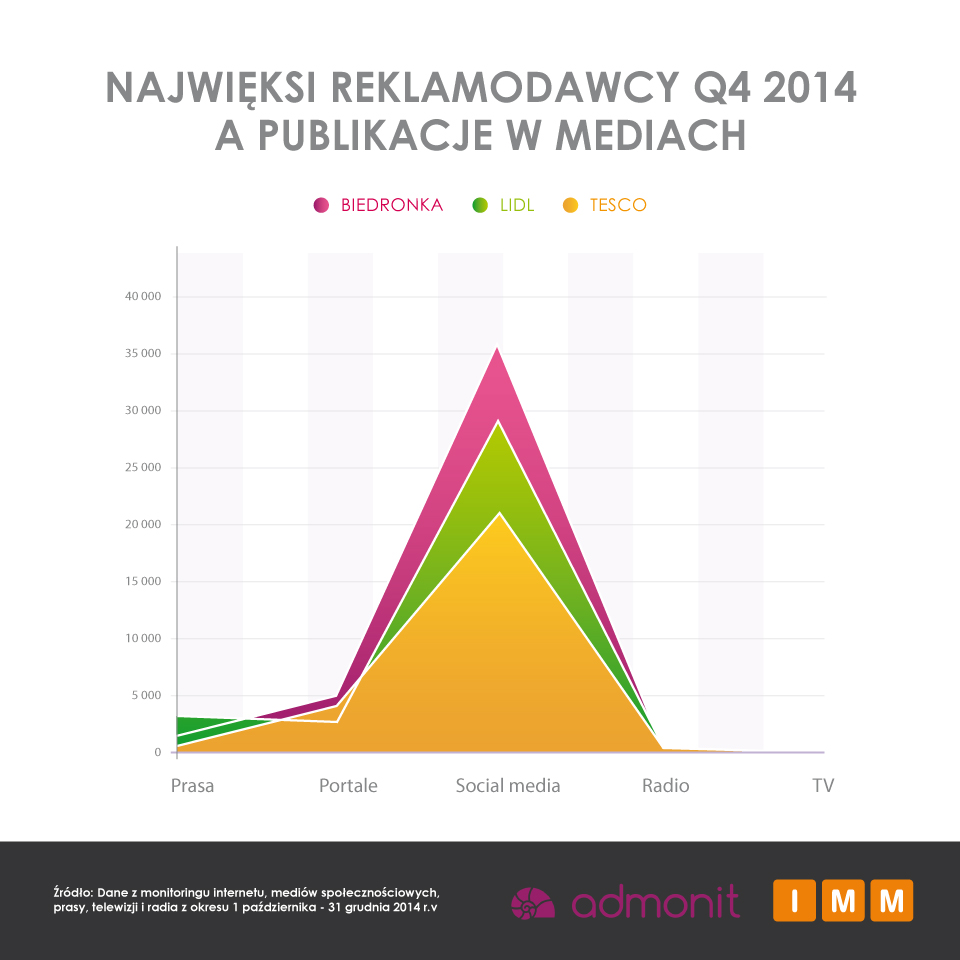 NAJWIĘKSI REKLAMODAWCY Q4 2014
A PUBLIKACJE W MEDIACH
BIEDRONKA LIDL TESCO
40 000
35 000
30 000
25 000
20 000
15 000
10 000
5 000
0
Prasa Portale Social media Radio TV
Źródło: Dane z monitoringu internetu, mediów społecznościowych,
prasy, telewizji i radia z okresu 1 października - 31 grudnia 2014 r.v
admonit
IMM